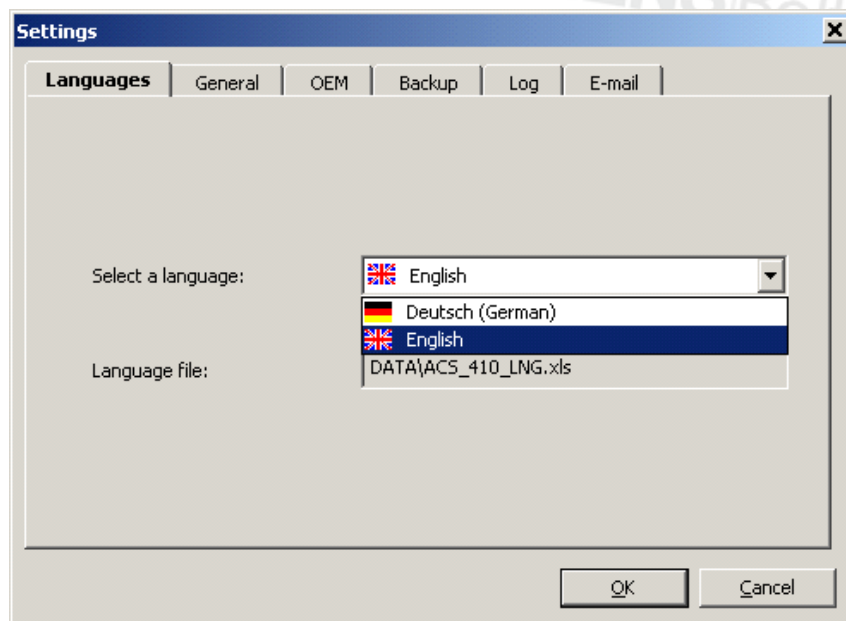 Settings
Languages General OEM Backup Log E-mail
Select a language: English
Deutsch (German)
English
Language file: DATA\ACS_410_LNG.xls
OK Cancel